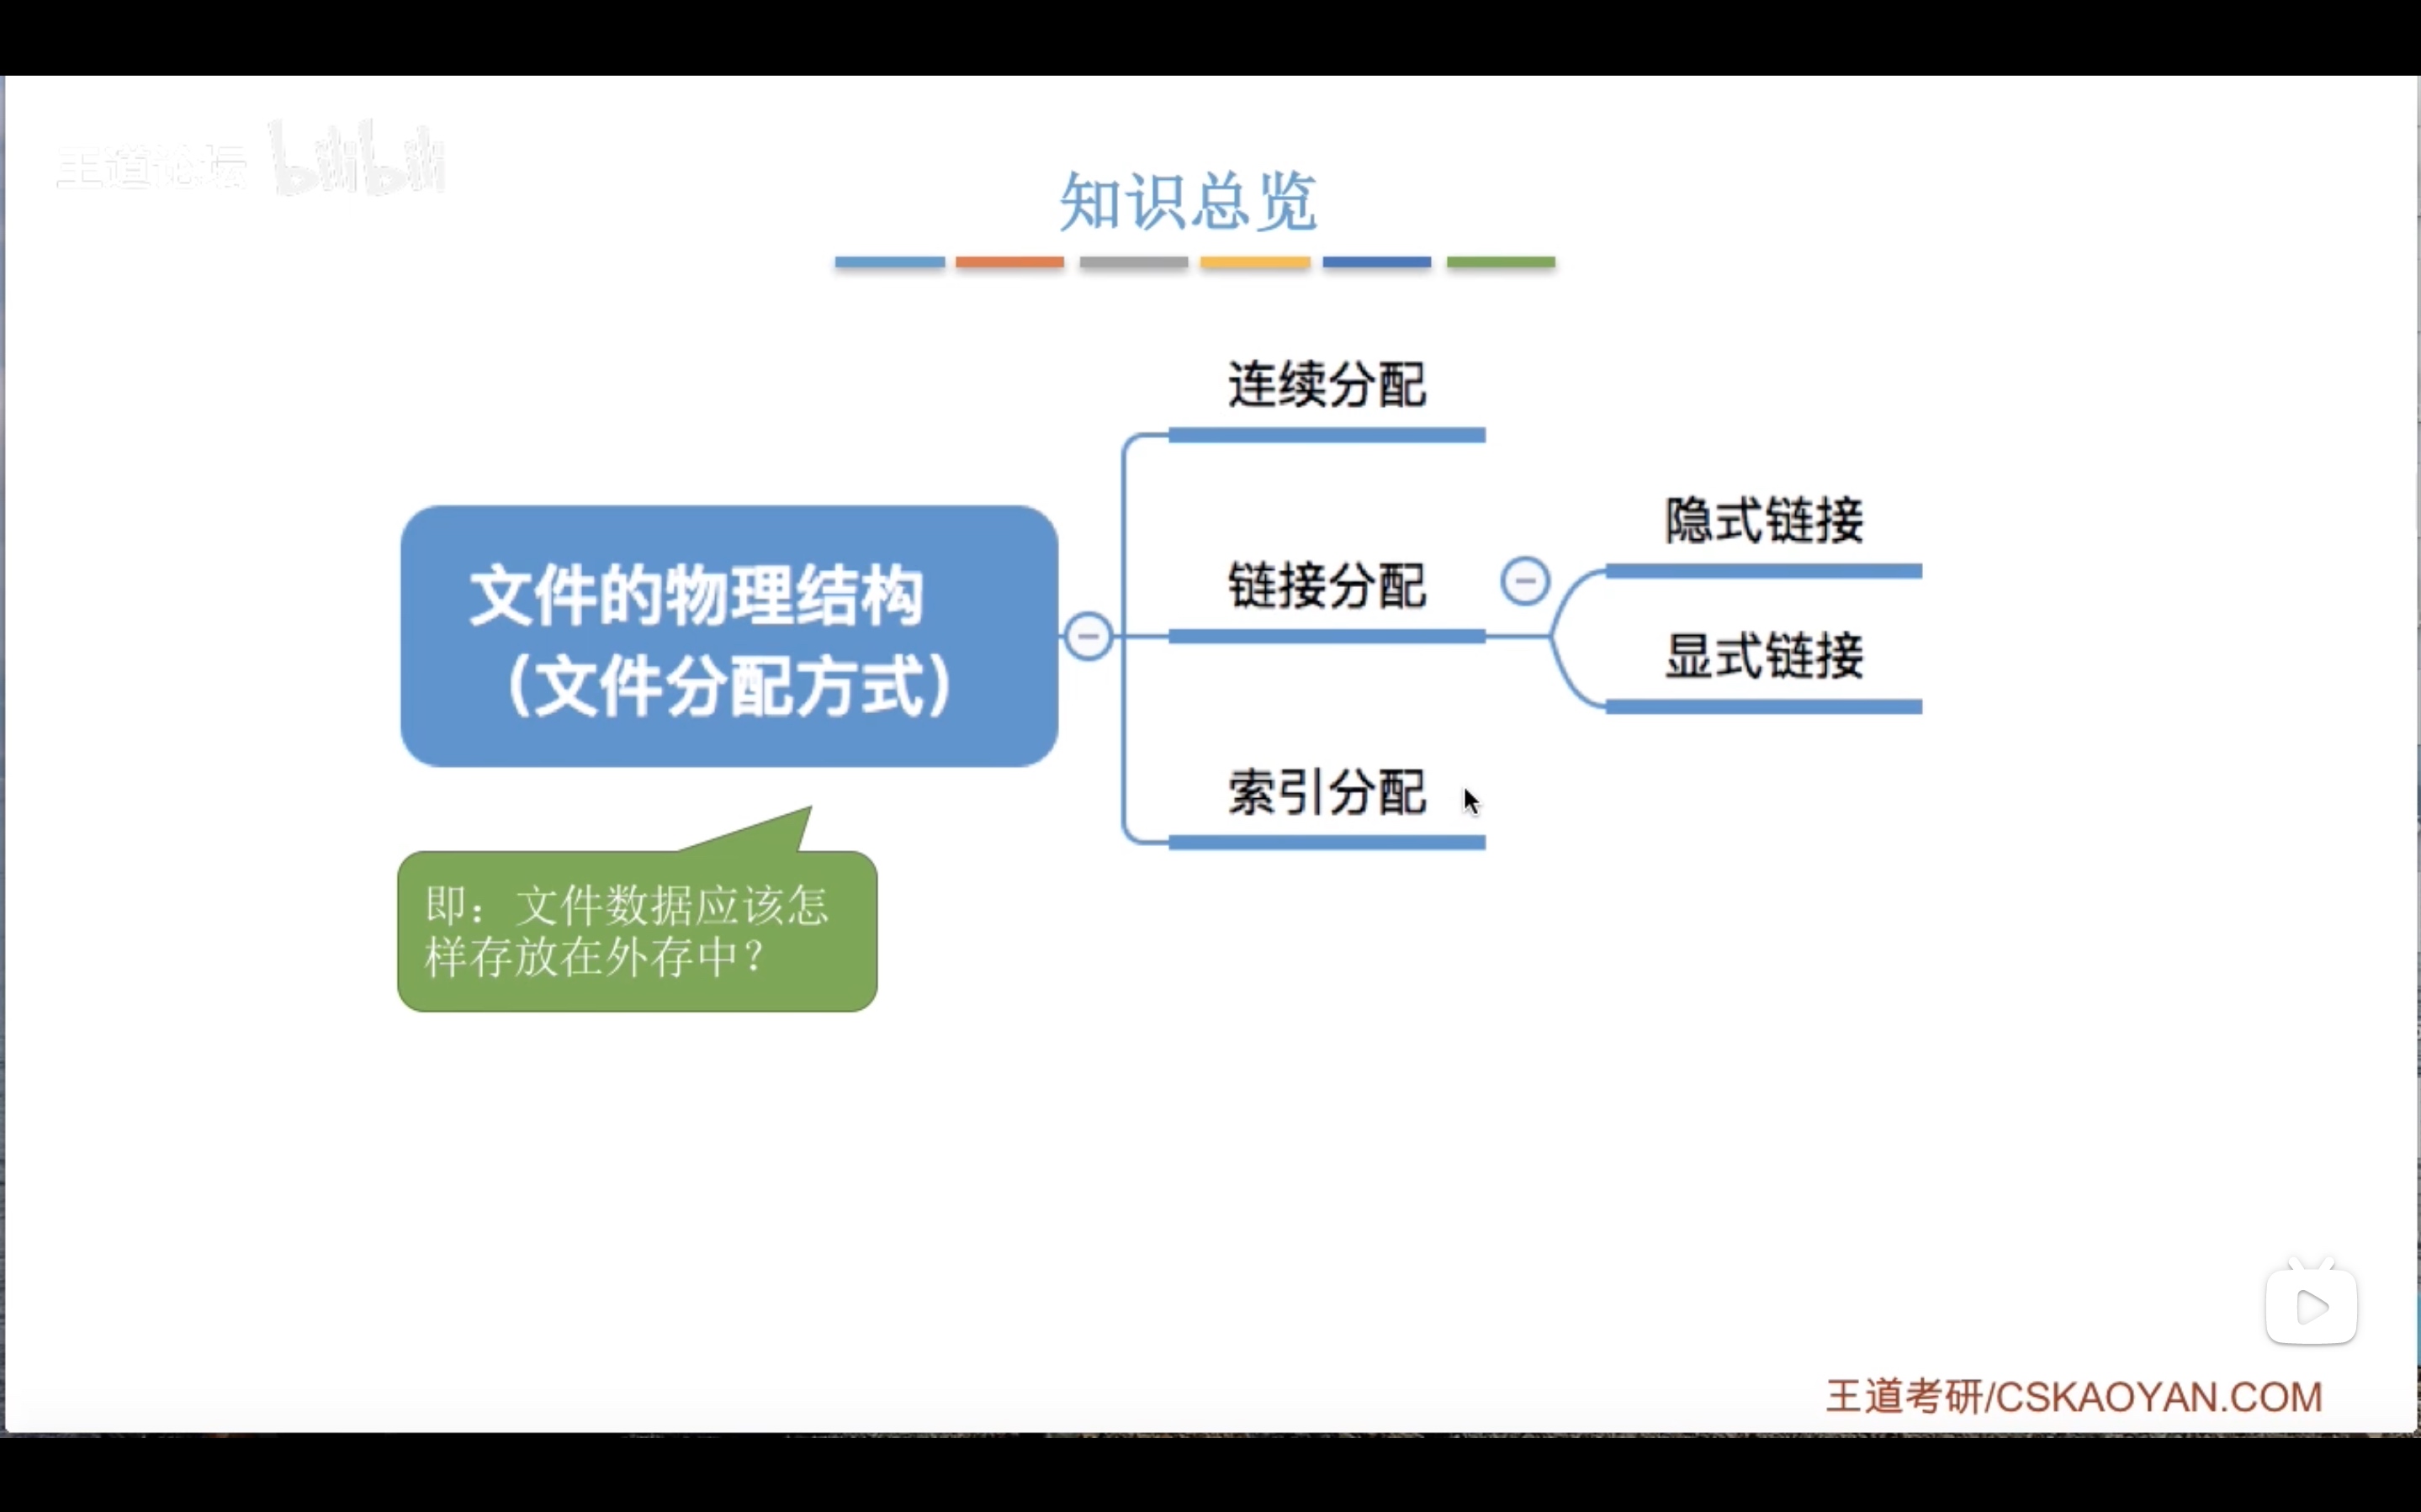 王道论坛 bilibili
知识总览
连续分配
隐式链接
文件的物理结构
链接分配
(文件分配方式)
显式链接
索引分配
即：文件数据应该怎
样存放在外存中？
王道考研/CSKAOYAN.COM